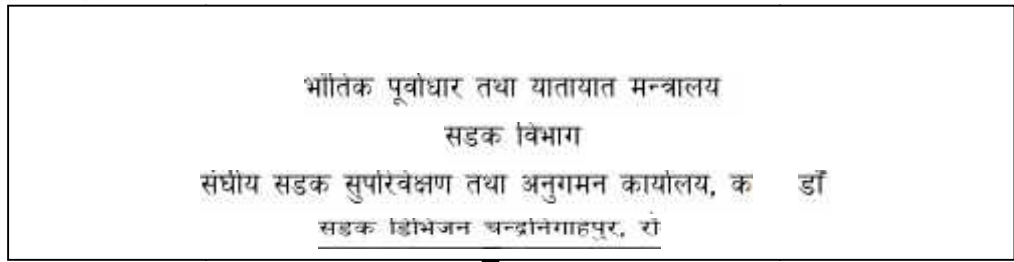 भौतिक पूर्वाधार तथा यातायात मन्त्रालय
सडक विभाग
संघीय सडक सुपरिवेक्षण तथा अनुगमन कार्यालय,
सडक डिभिजन चन्द्रनिगाहपुर,